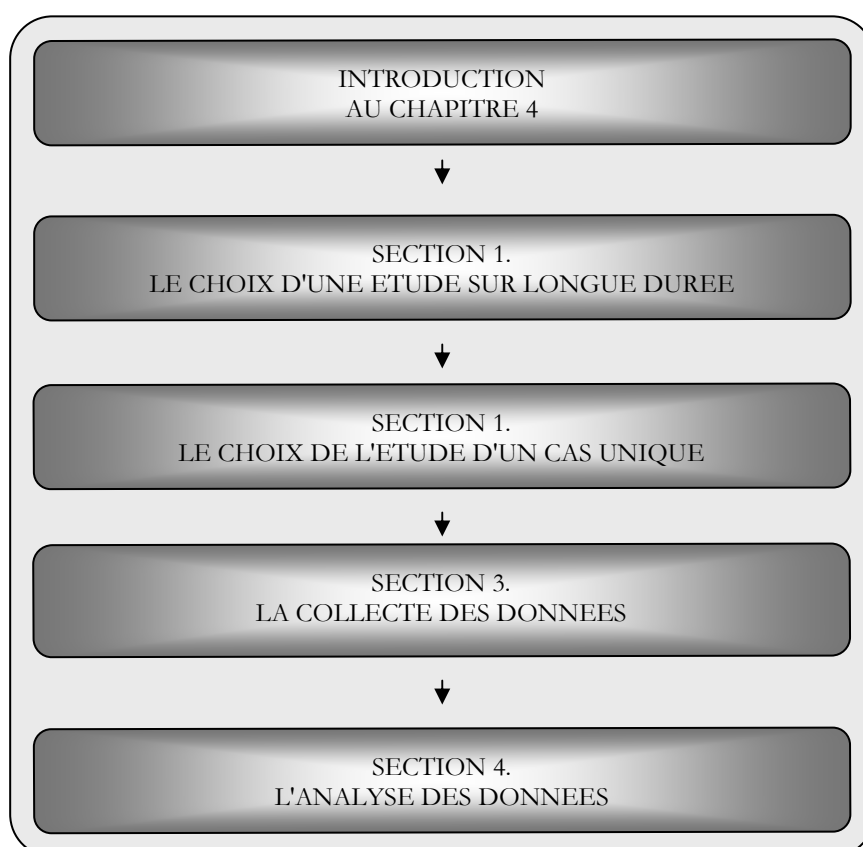 INTRODUCTION
AU CHAPITRE 4
SECTION 1.
LE CHOIX D'UNE ETUDE SUR LONGUE DUREE
SECTION 1.
LE CHOIX DE L'ETUDE D'UN CAS UNIQUE
SECTION 3.
LA COLLECTE DES DONNEES
SECTION 4.
L'ANALYSE DES DONNEES